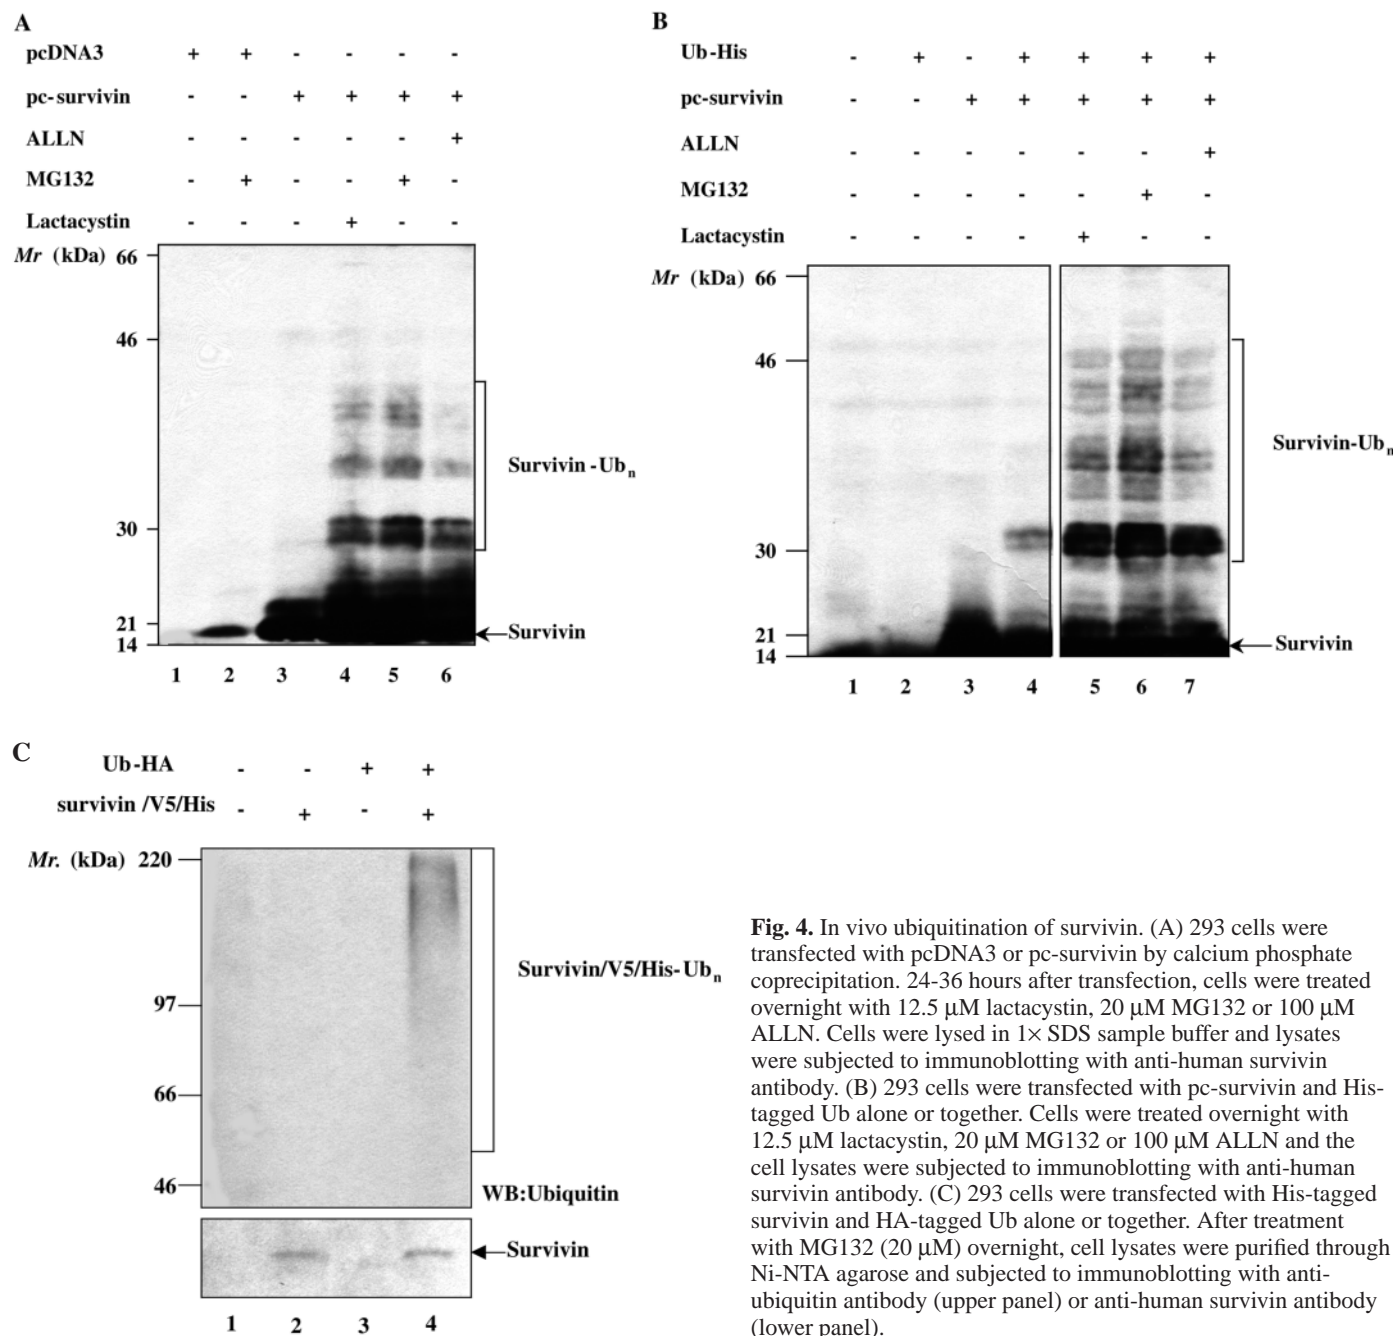 A
pcDNA3 + + - - - -
pc-survivin - - + + + +
ALLN - - - - - +
MG132 - + - - + -
Lactacystin - - - + - -
Mr (kDa) 66
46
30
21
14
Survivin-Ubn
Survivin
1 2 3 4 5 6
B
Ub-His - + - + + + +
pc-survivin - - + + + + +
ALLN - - - - - - +
MG132 - - - - - + -
Lactacystin - - - - + - -
Mr (kDa) 66
46
30
21
14
Survivin-Ubn
Survivin
1 2 3 4 5 6 7
C
Ub-HA - - + +
survivin /V5/His - + - +
Mr. (kDa) 220
97
66
46
Survivin/V5/His-Ubn
WB:Ubiquitin
Survivin
1 2 3 4
Fig. 4. In vivo ubiquitination of survivin. (A) 293 cells were
transfected with pcDNA3 or pc-survivin by calcium phosphate
coprecipitation. 24-36 hours after transfection, cells were treated
overnight with 12.5 μM lactacystin, 20 μM MG132 or 100 μM
ALLN. Cells were lysed in 1× SDS sample buffer and lysates
were subjected to immunoblotting with anti-human survivin
antibody. (B) 293 cells were transfected with pc-survivin and His-
tagged Ub alone or together. Cells were treated overnight with
12.5 μM lactacystin, 20 μM MG132 or 100 μM ALLN and the
cell lysates were subjected to immunoblotting with anti-human
survivin antibody. (C) 293 cells were transfected with His-tagged
survivin and HA-tagged Ub alone or together. After treatment
with MG132 (20 μM) overnight, cell lysates were purified through
Ni-NTA agarose and subjected to immunoblotting with anti-
ubiquitin antibody (upper panel) or anti-human survivin antibody
(lower panel).